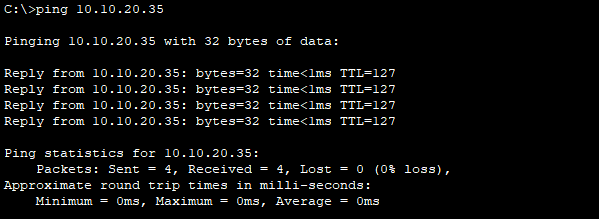 C:\>ping 10.10.20.35
Pinging 10.10.20.35 with 32 bytes of data:
Reply from 10.10.20.35: bytes=32 time<1ms TTL=127
Reply from 10.10.20.35: bytes=32 time<1ms TTL=127
Reply from 10.10.20.35: bytes=32 time<1ms TTL=127
Reply from 10.10.20.35: bytes=32 time<1ms TTL=127
Ping statistics for 10.10.20.35:
Packets: Sent = 4, Received = 4, Lost = 0 (0% loss),
Approximate round trip times in milli-seconds:
Minimum = 0ms, Maximum = 0ms, Average = 0ms